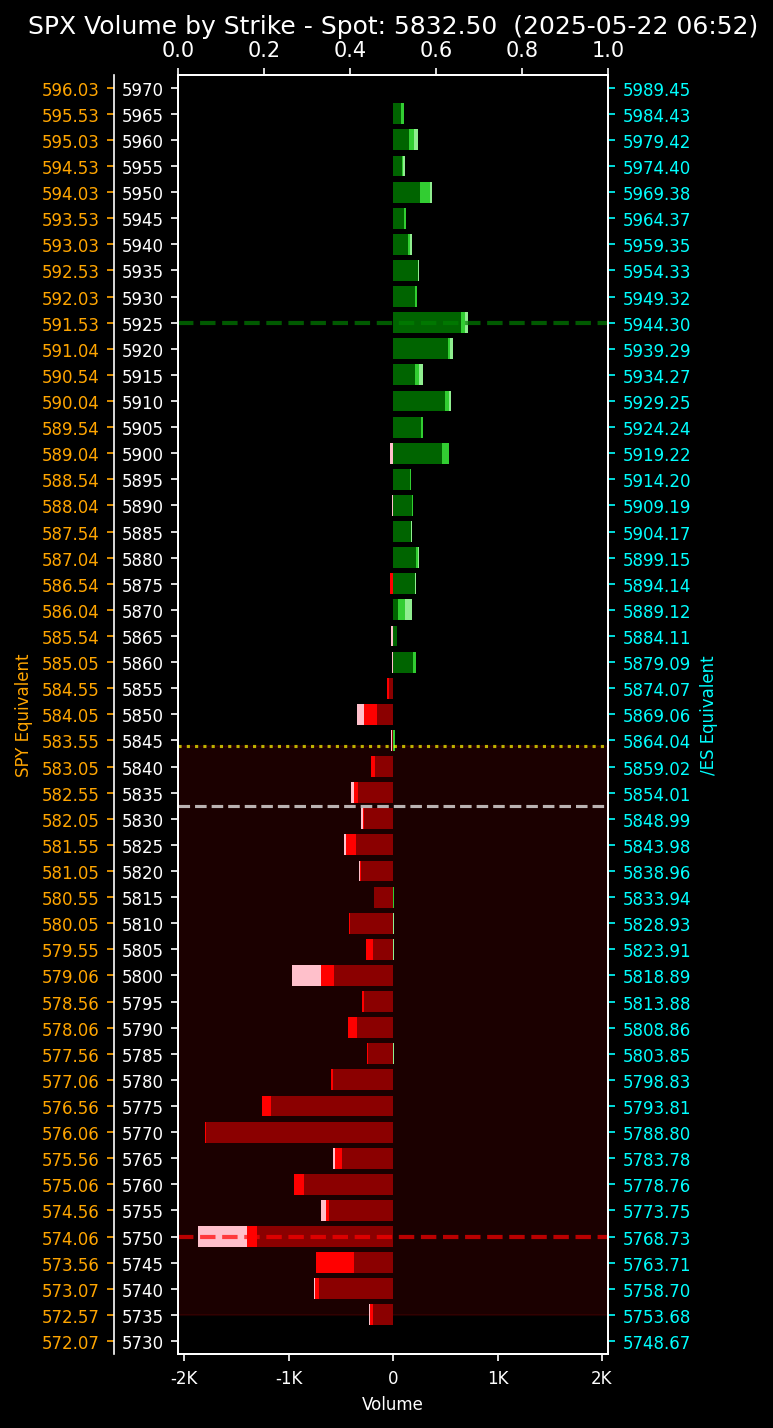 SPX Volume by Strike - Spot: 5832.50 (2025-05-22 06:52)
0.0 0.2 0.4 0.6 0.8 1.0
596.03 5970 5989.45
595.53 5965 5984.43
595.03 5960 5979.42
594.53 5955 5974.40
594.03 5950 5969.38
593.53 5945 5964.37
593.03 5940 5959.35
592.53 5935 5954.33
592.03 5930 5949.32
591.53 5925 5944.30
591.04 5920 5939.29
590.54 5915 5934.27
590.04 5910 5929.25
589.54 5905 5924.24
589.04 5900 5919.22
588.54 5895 5914.20
588.04 5890 5909.19
587.54 5885 5904.17
587.04 5880 5899.15
586.54 5875 5894.14
586.04 5870 5889.12
585.54 5865 5884.11
585.05 5860 5879.09
584.55 5855 5874.07
584.05 5850 5869.06
583.55 5845 5864.04
583.05 5840 5859.02
582.55 5835 5854.01
582.05 5830 5848.99
581.55 5825 5843.98
581.05 5820 5838.96
580.55 5815 5833.94
580.05 5810 5828.93
579.55 5805 5823.91
579.06 5800 5818.89
578.56 5795 5813.88
578.06 5790 5808.86
577.56 5785 5803.85
577.06 5780 5798.83
576.56 5775 5793.81
576.06 5770 5788.80
575.56 5765 5783.78
575.06 5760 5778.76
574.56 5755 5773.75
574.06 5750 5768.73
573.56 5745 5763.71
573.07 5740 5758.70
572.57 5735 5753.68
572.07 5730 5748.67
SPY Equivalent
/ES Equivalent
-2K -1K 0 1K 2K
Volume